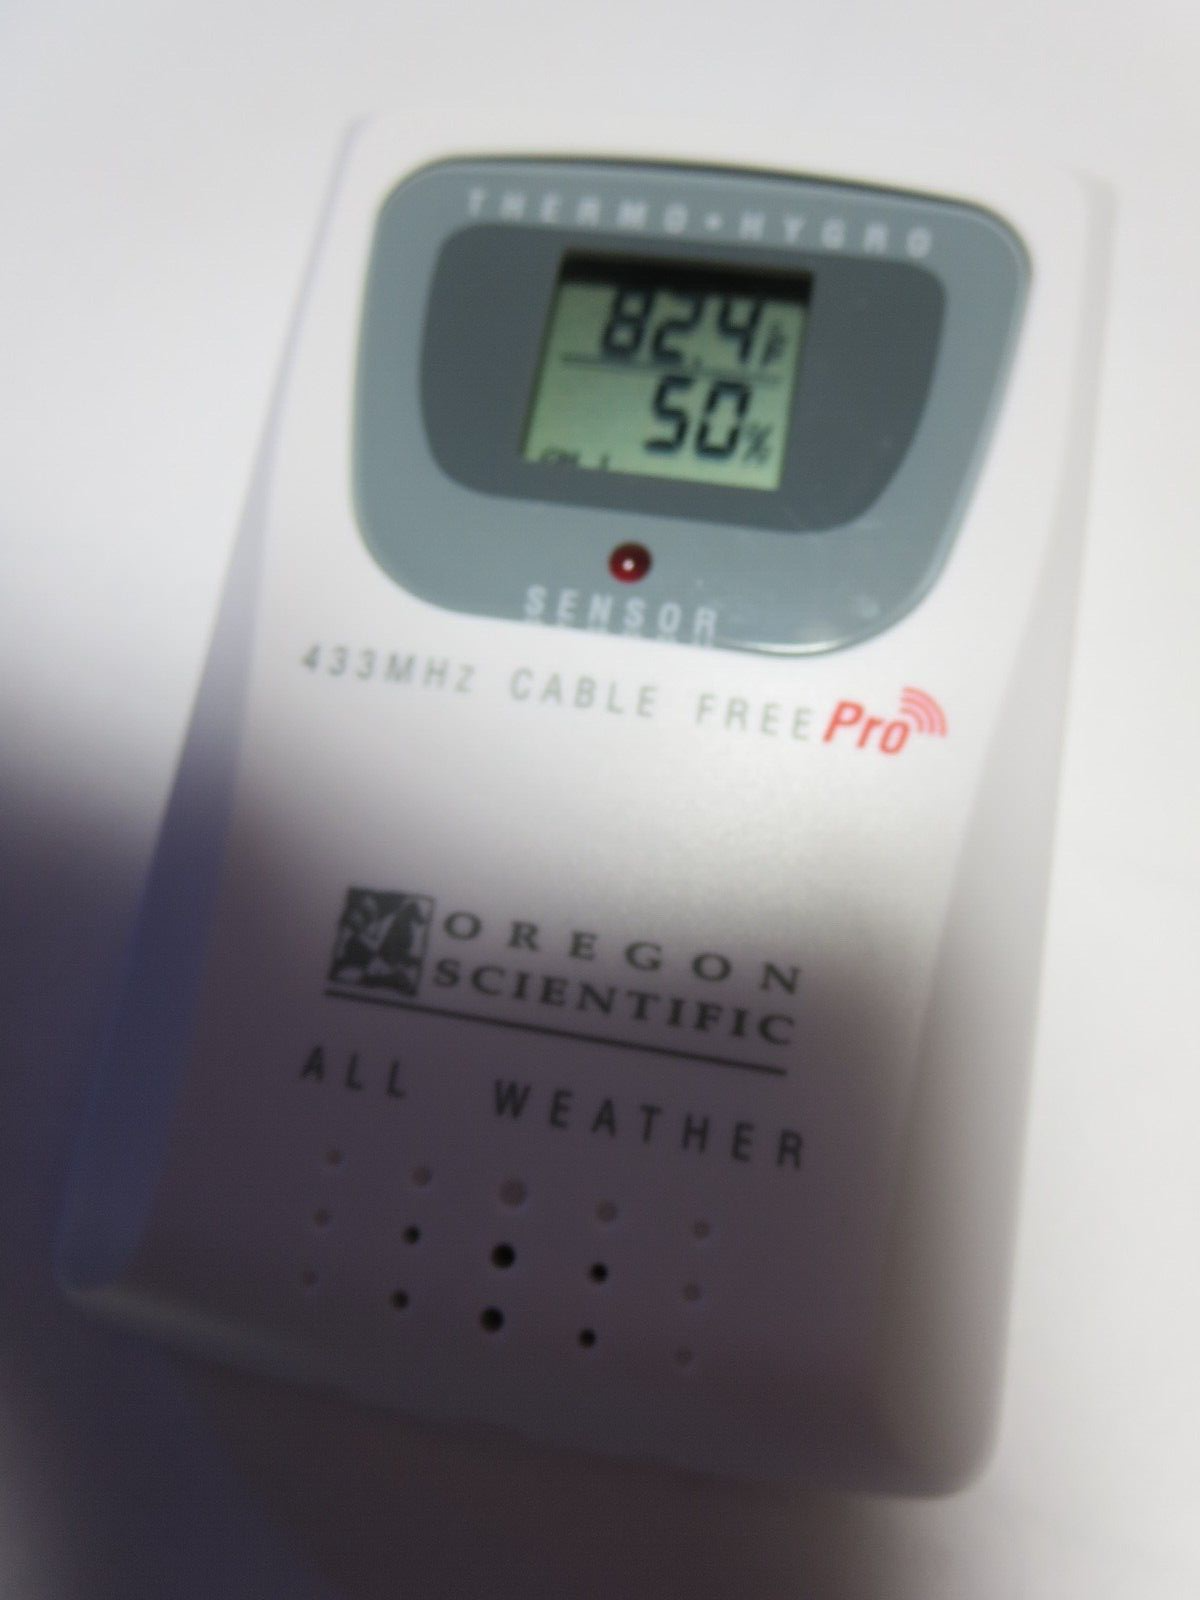 THERMO•HYGRO
82.4°F
50%
SENSOR
433MHz CABLE FREE Pro
OREGON
SCIENTIFIC
ALL WEATHER